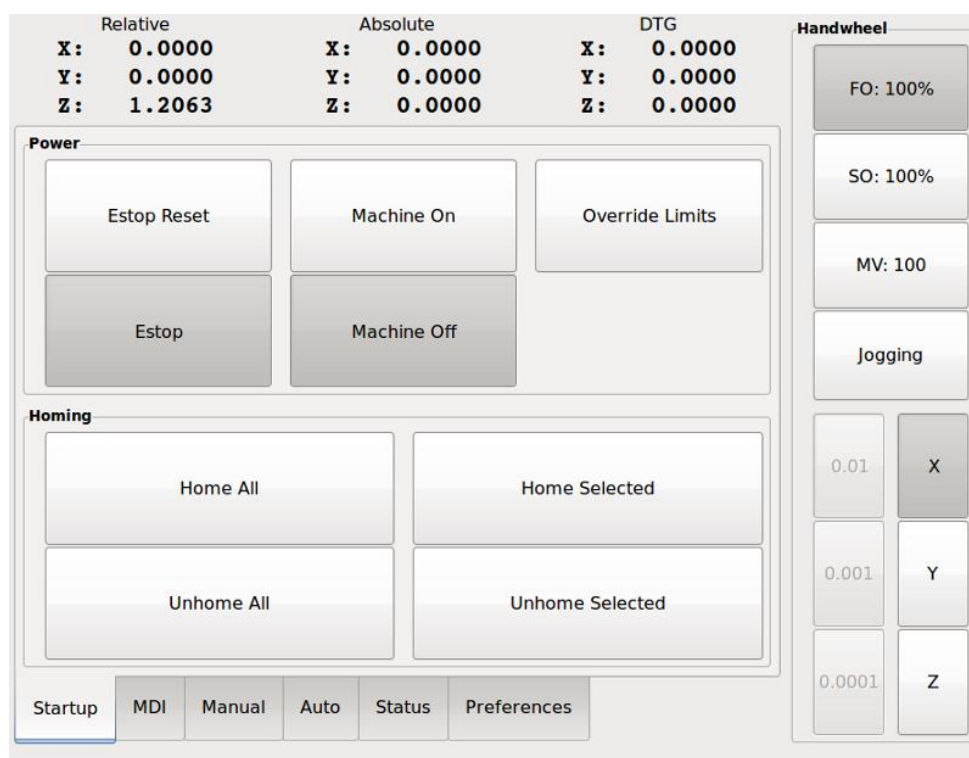 Relative Absolute DTG
X: 0.0000 X: 0.0000 X: 0.0000
Y: 0.0000 Y: 0.0000 Y: 0.0000
Z: 1.2063 Z: 0.0000 Z: 0.0000
Power
Estop Reset Machine On Override Limits
Estop Machine Off
Homing
Home All Home Selected
Unhome All Unhome Selected
Startup MDI Manual Auto Status Preferences
Handwheel
FO: 100%
SO: 100%
MV: 100
Jogging
0.01 X
0.001 Y
0.0001 Z